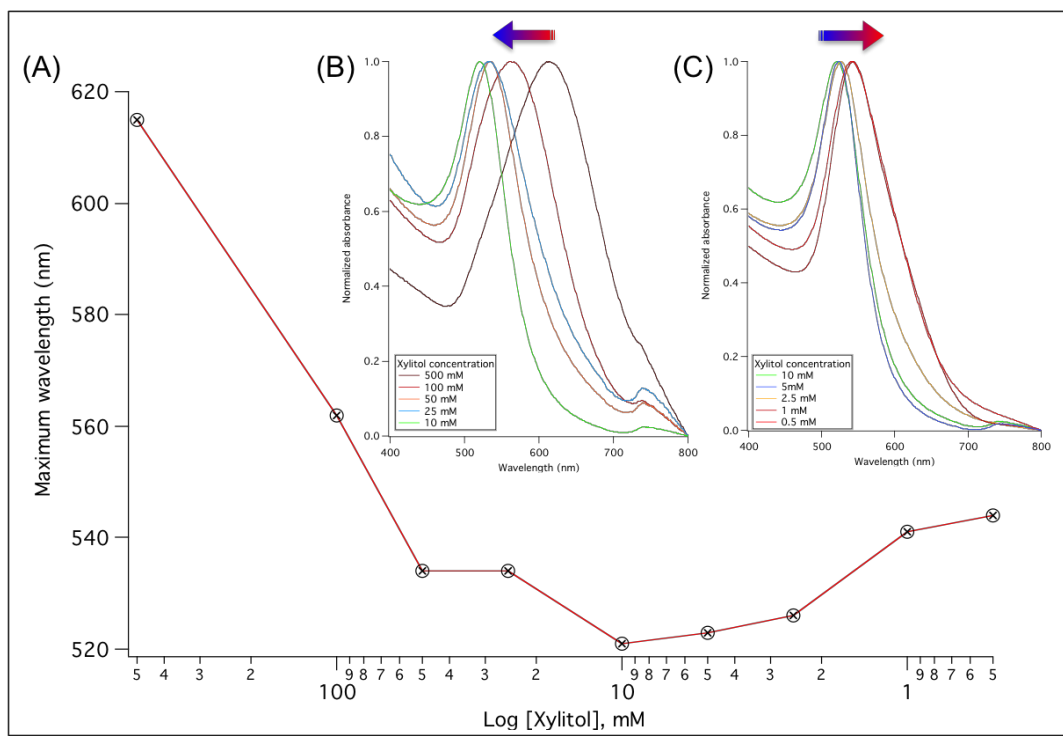 (A)
(B)
(C)
Maximum wavelength (nm)
620
600
580
560
540
520
5 4 3 2 100 9 8 7 6 5 4 3 2 10 9 8 7 6 5 4 3 2 1 9 8 7 6 5
Log [Xylitol], mM
Normalized absorbance
1.0
0.8
0.6
0.4
0.2
0.0
400 500 600 700 800
Wavelength (nm)
Xylitol concentration
500 mM
100 mM
50 mM
25 mM
10 mM
Normalized absorbance
1.0
0.8
0.6
0.4
0.2
0.0
400 500 600 700 800
Wavelength (nm)
Xylitol concentration
10 mM
5mM
2.5 mM
1 mM
0.5 mM